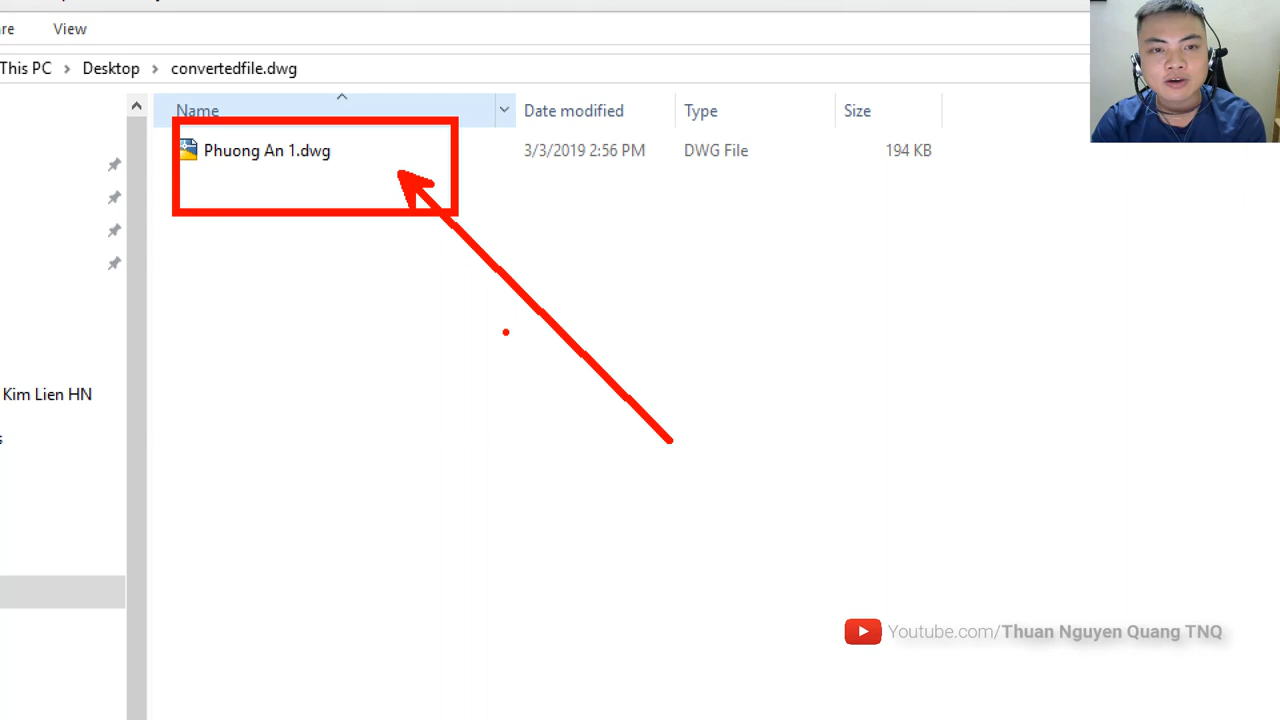 re View
This PC > Desktop > convertedfile.dwg
Name Date modified Type Size
Phuong An 1.dwg 3/3/2019 2:56 PM DWG File 194 KB
Kim Lien HN
s
Youtube.com/Thuan Nguyen Quang TNQ